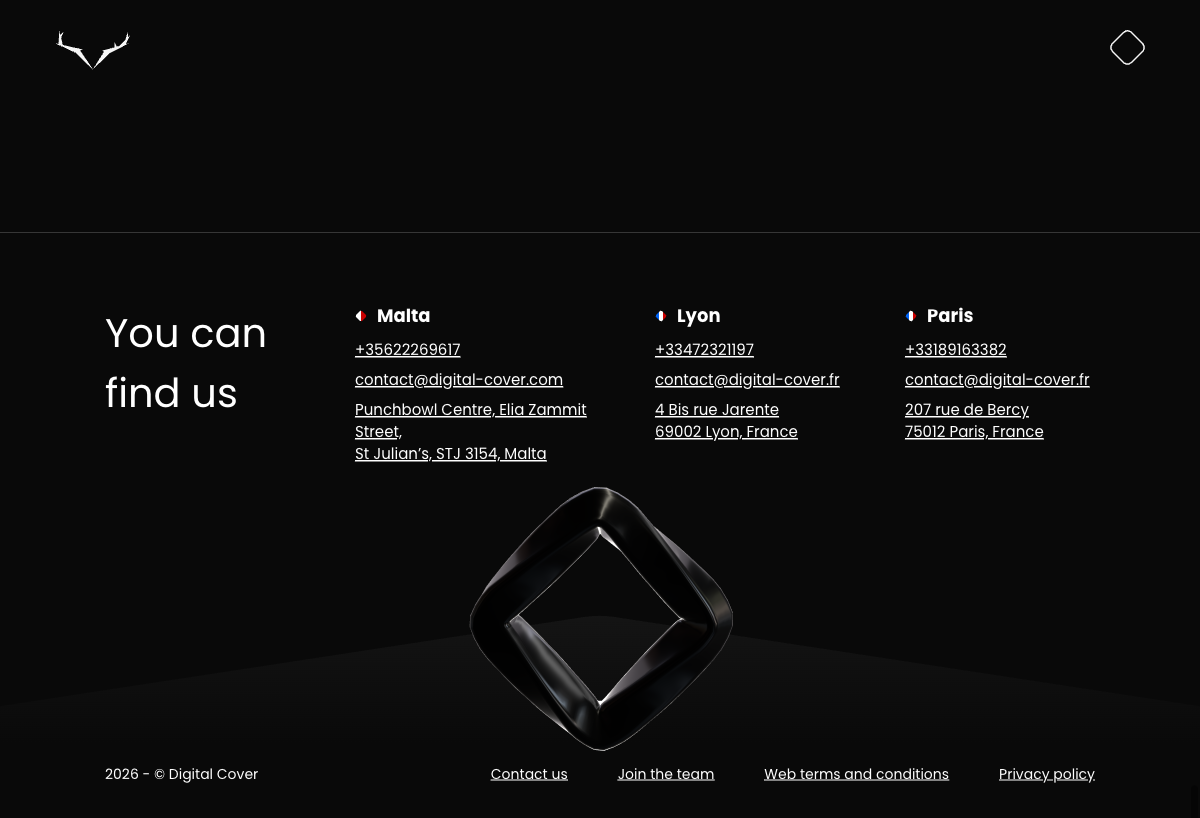 You can
find us
Malta
+35622269617
contact@digital-cover.com
Punchbowl Centre, Elia Zammit
Street,
St Julian’s, STJ 3154, Malta
Lyon
+33472321197
contact@digital-cover.fr
4 Bis rue Jarente
69002 Lyon, France
Paris
+33189163382
contact@digital-cover.fr
207 rue de Bercy
75012 Paris, France
2026 - © Digital Cover
Contact us
Join the team
Web terms and conditions
Privacy policy